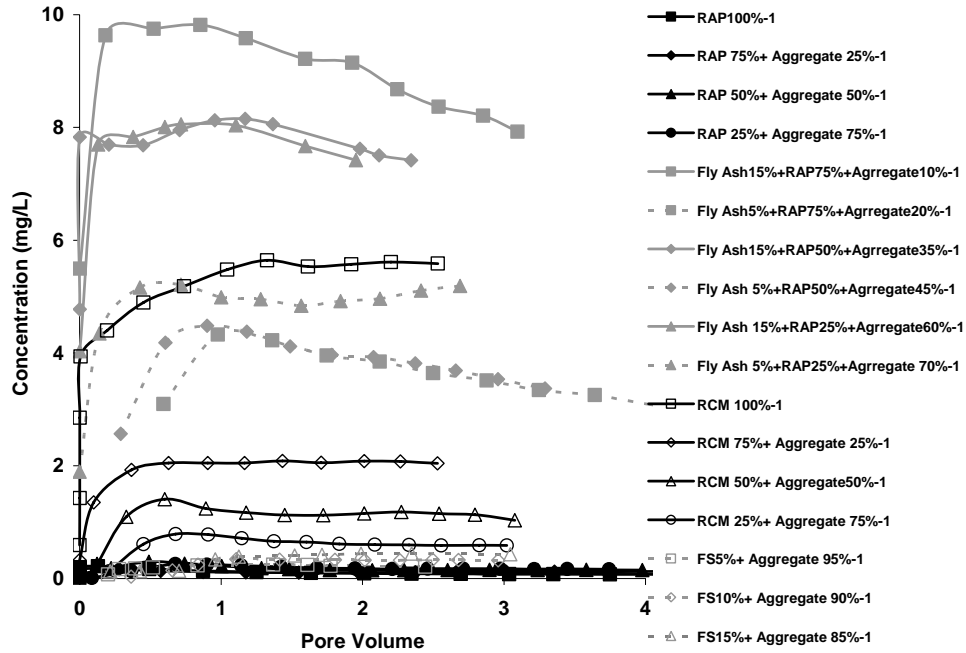 10
8
6
4
2
0
0
1
2
3
4
Concentration (mg/L)
Pore Volume
RAP100%-1
RAP 75%+ Aggregate 25%-1
RAP 50%+ Aggregate 50%-1
RAP 25%+ Aggregate 75%-1
Fly Ash15%+RAP75%+Agrregate10%-1
Fly Ash5%+RAP75%+Agrregate20%-1
Fly Ash15%+RAP50%+Agrregate35%-1
Fly Ash 5%+RAP50%+Aggregate45%-1
Fly Ash 15%+RAP25%+Agrregate60%-1
Fly Ash 5%+RAP25%+Agrregate 70%-1
RCM 100%-1
RCM 75%+ Aggregate 25%-1
RCM 50%+ Aggregate50%-1
RCM 25%+ Aggregate 75%-1
FS5%+ Aggregate 95%-1
FS10%+ Aggregate 90%-1
FS15%+ Aggregate 85%-1